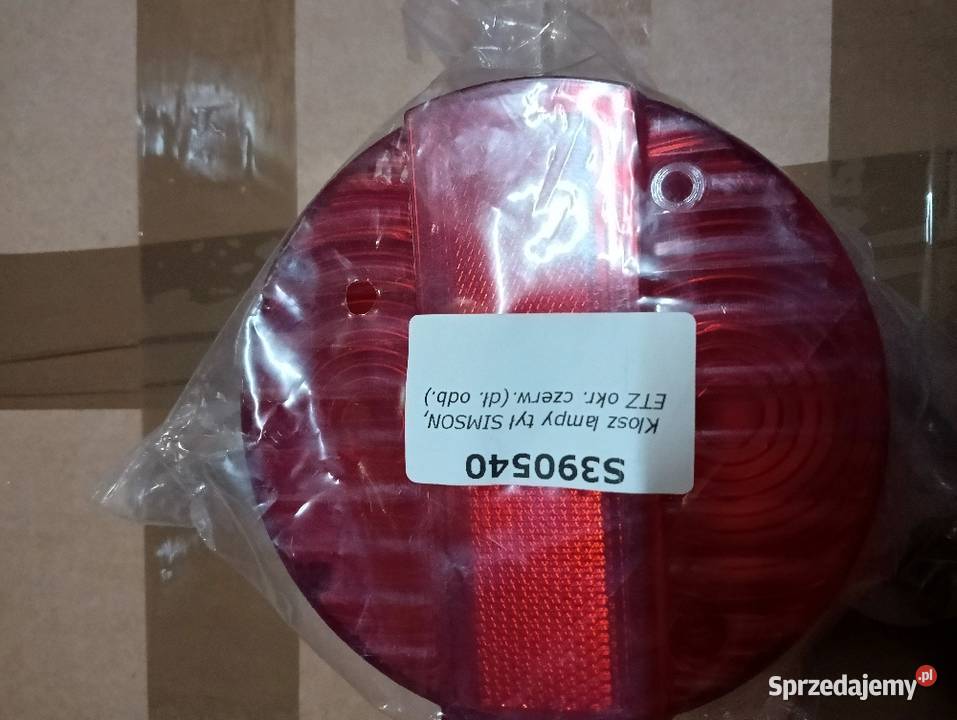 S390540
Klosz lampy tył SIMSON,
ETZ okr. czerw.(dł. odb.)
Sprzedajemy.pl